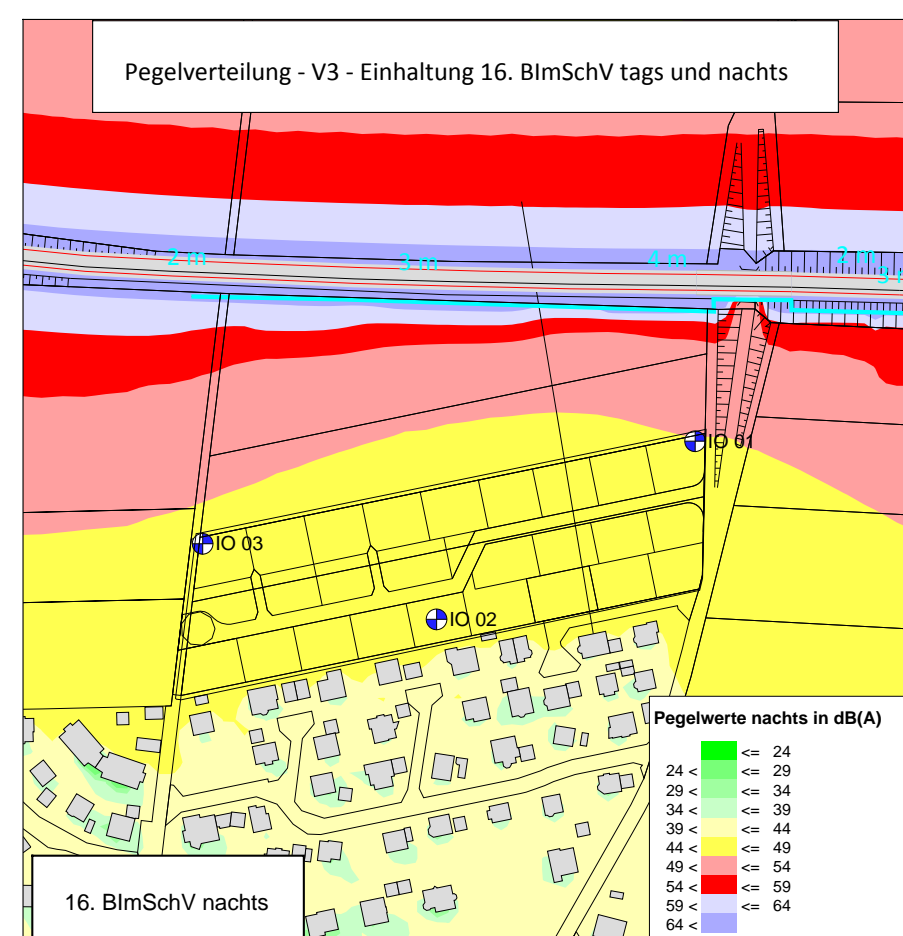 Pegelverteilung - V3 - Einhaltung 16. BImSchV tags und nachts
2 m
3 m
4 m
2 m
3
IO 01
IO 03
IO 02
Pegelwerte nachts in dB(A)
<= 24
24 < <= 29
29 < <= 34
34 < <= 39
39 < <= 44
44 < <= 49
49 < <= 54
54 < <= 59
59 < <= 64
64 <
16. BImSchV nachts